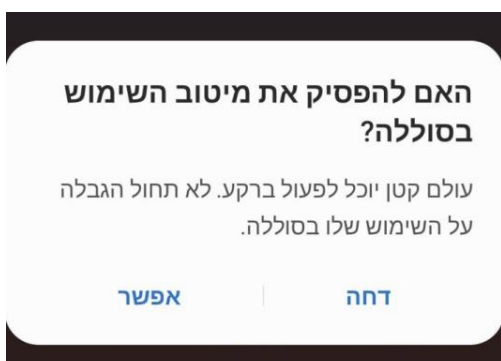 האם להפסיק את מיטוב השימוש
בסוללה?
עולם קטן יוכל לפעול ברקע. לא תחול הגבלה
על השימוש שלו בסוללה.
דחה
אפשר